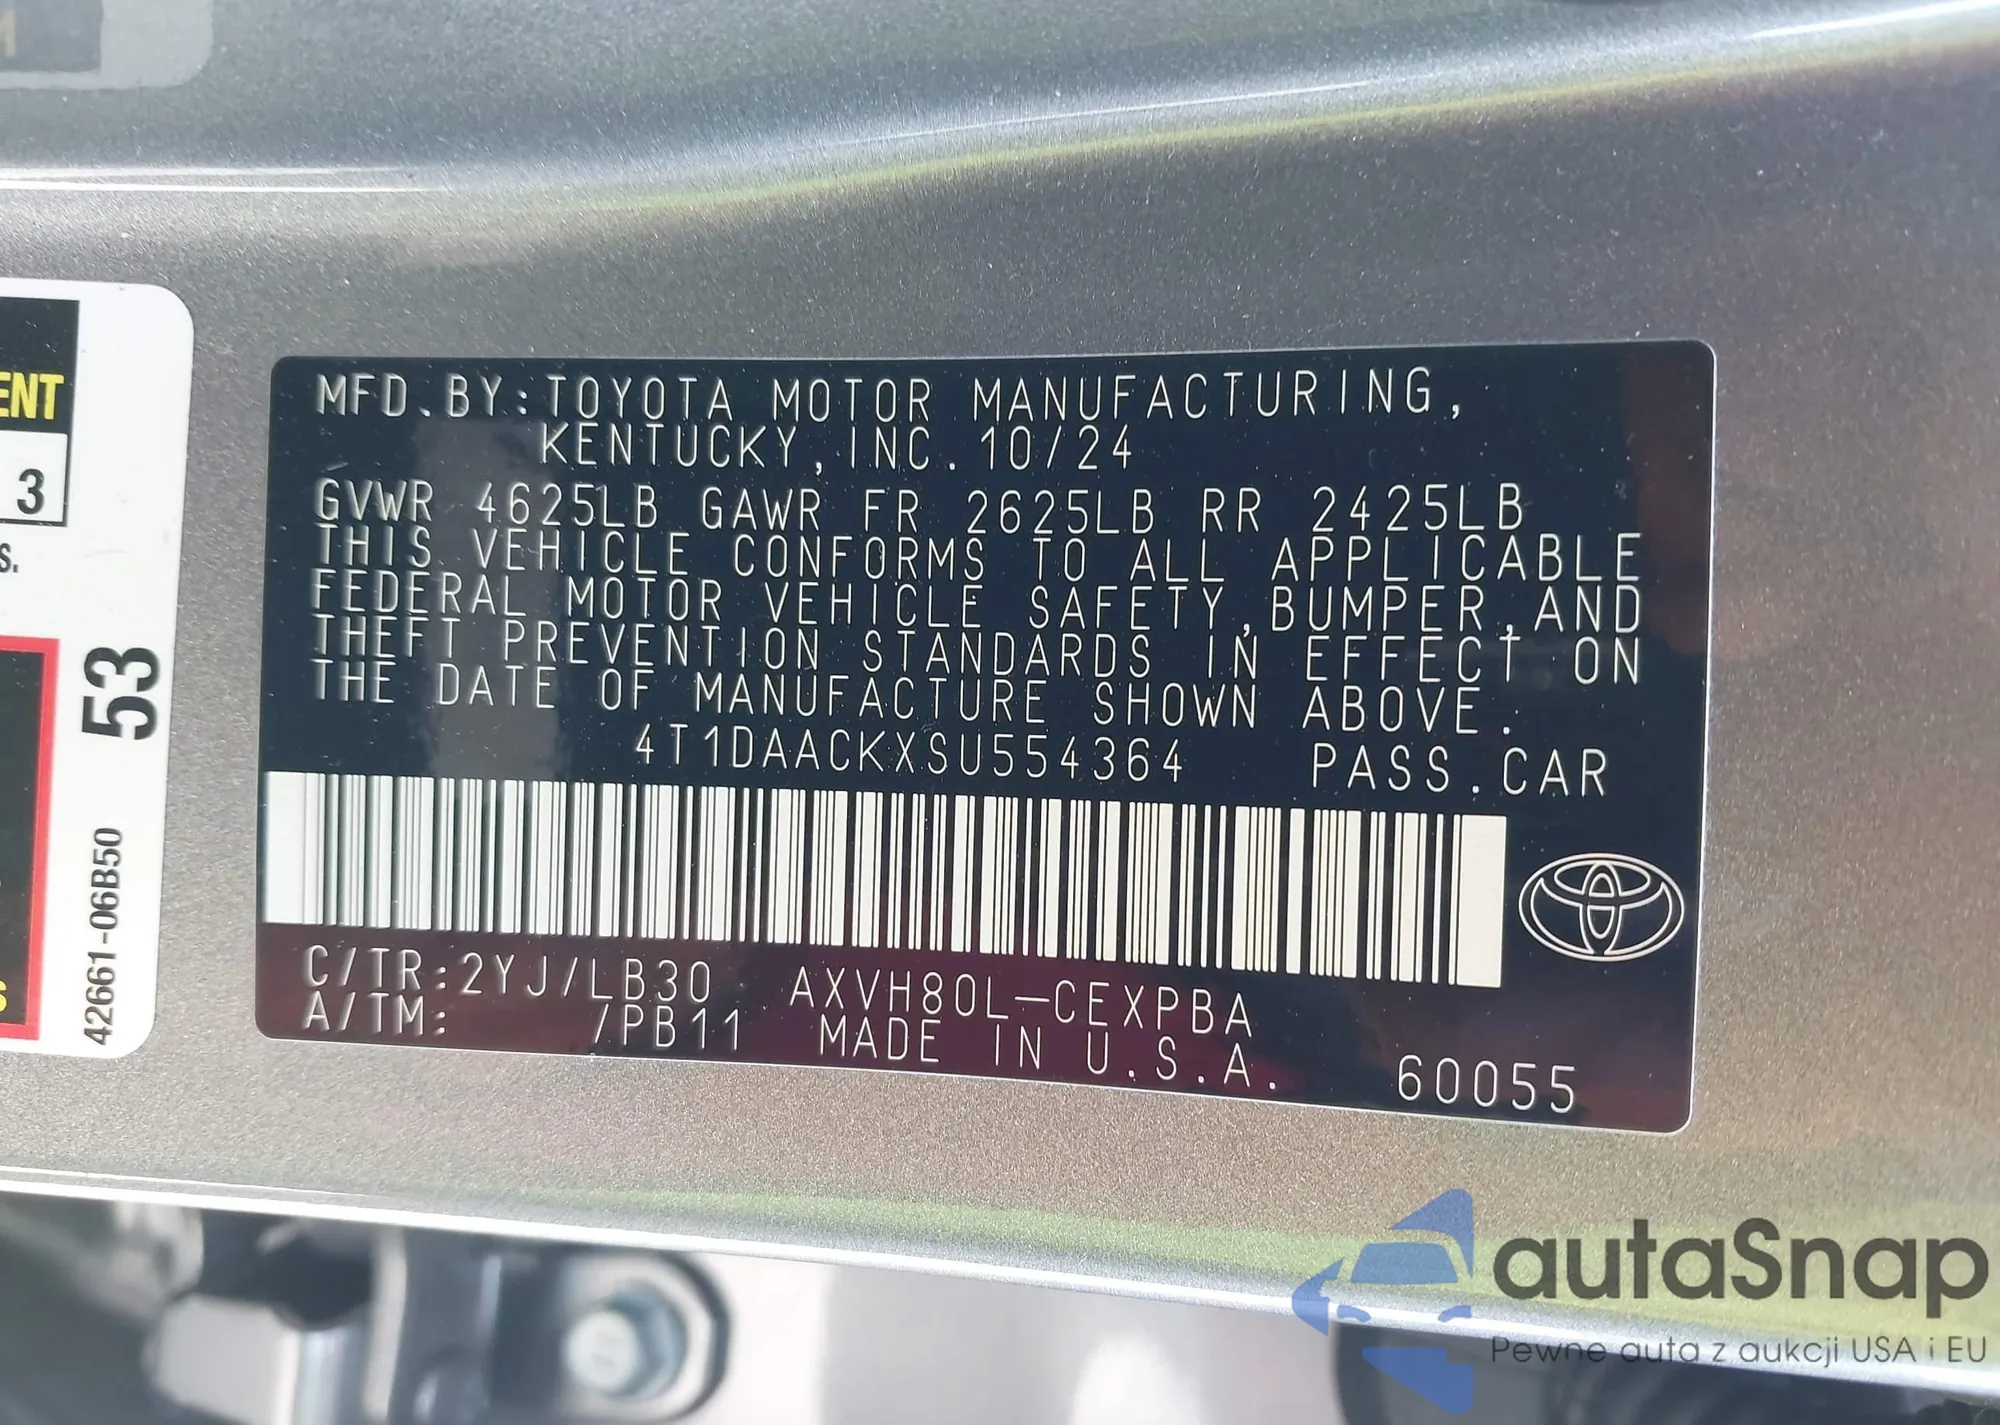 M
ENT
3
S.
53
42661-06B50
S
MFD.BY:TOYOTA MOTOR MANUFACTURING,
KENTUCKY,INC.10/24
GVWR 4625LB GAWR FR 2625LB RR 2425LB
THIS VEHICLE CONFORMS TO ALL APPLICABLE
FEDERAL MOTOR VEHICLE SAFETY,BUMPER,AND
THEFT PREVENTION STANDARDS IN EFFECT ON
THE DATE OF MANUFACTURE SHOWN ABOVE.
4T1DAACKXSU554364 PASS.CAR
C/TR:2YJ/LB30 AXVH80L-CEXPBA
A/TM: /PB11 MADE IN U.S.A. 60055
autaSnap
Pewne auta z aukcji USA i EU